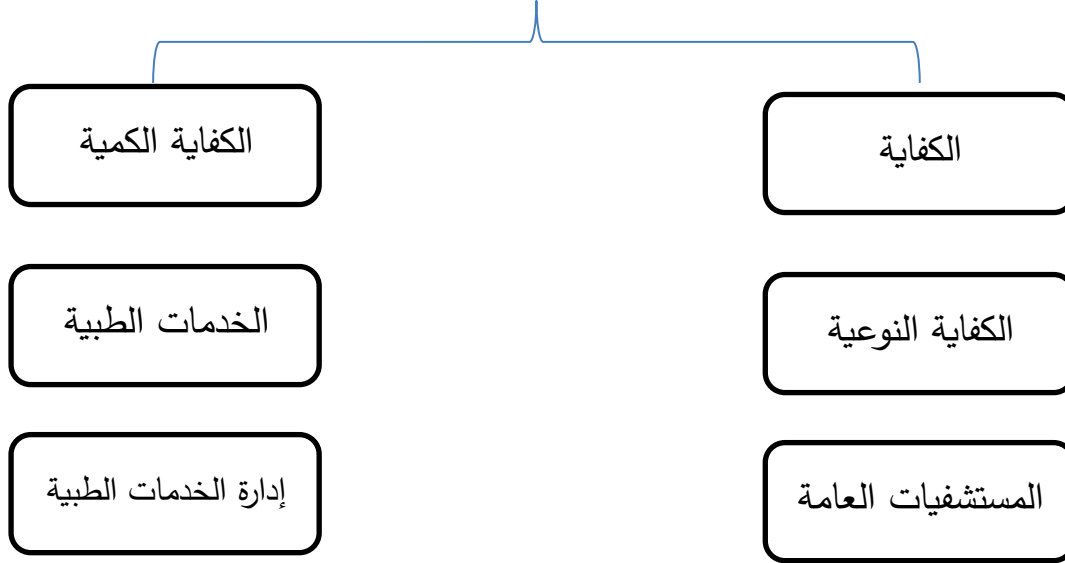 الكفاية
الكفاية الكمية
الكفاية النوعية
الخدمات الطبية
المستشفيات العامة
إدارة الخدمات الطبية